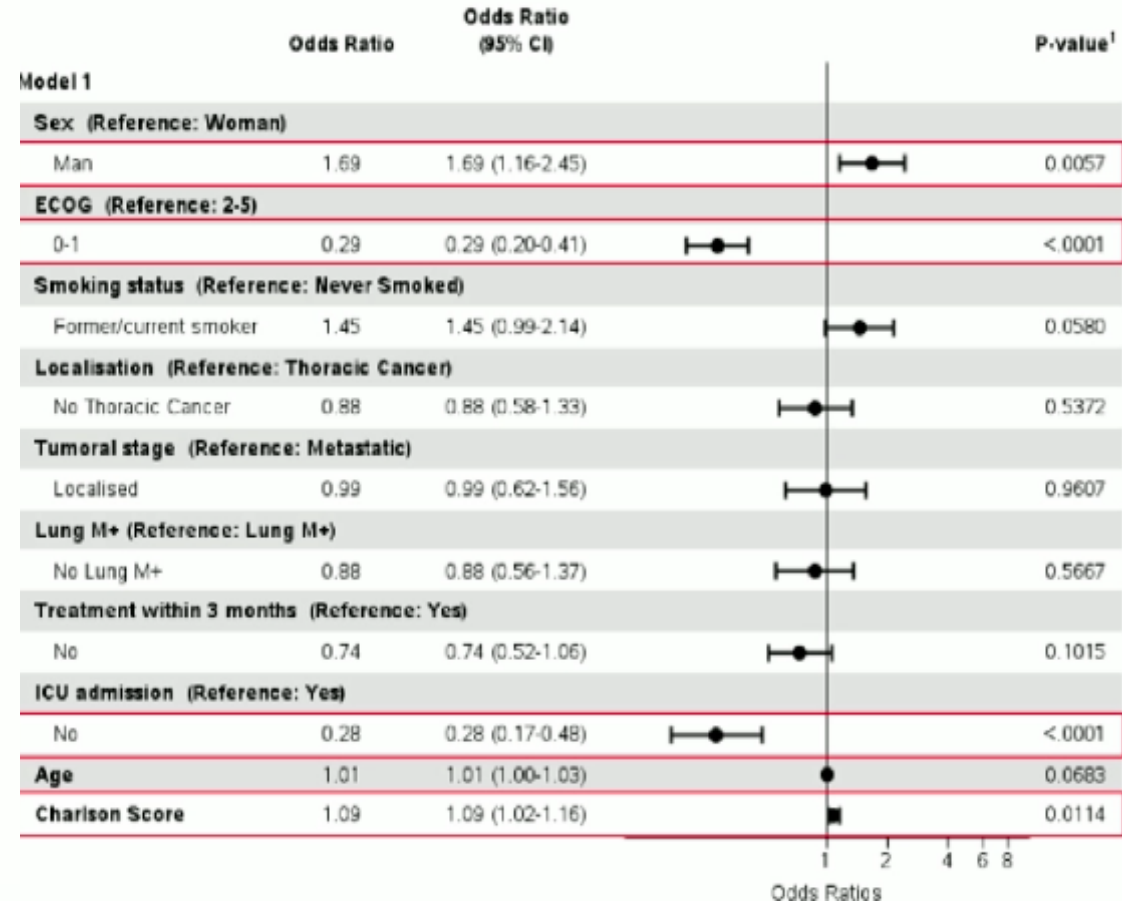 Odds Ratio
Odds Ratio (95% CI) P-value¹
Model 1
Sex (Reference: Woman)
Man 1.69 1.69 (1.16-2.45) 0.0057
ECOG (Reference: 2-5)
0-1 0.29 0.29 (0.20-0.41) <.0001
Smoking status (Reference: Never Smoked)
Former/current smoker 1.45 1.45 (0.99-2.14) 0.0580
Localisation (Reference: Thoracic Cancer)
No Thoracic Cancer 0.88 0.88 (0.58-1.33) 0.5372
Tumoral stage (Reference: Metastatic)
Localised 0.99 0.99 (0.62-1.56) 0.9607
Lung M+ (Reference: Lung M+)
No Lung M+ 0.88 0.88 (0.56-1.37) 0.5667
Treatment within 3 months (Reference: Yes)
No 0.74 0.74 (0.52-1.06) 0.1015
ICU admission (Reference: Yes)
No 0.28 0.28 (0.17-0.48) <.0001
Age 1.01 1.01 (1.00-1.03) 0.0683
Charlson Score 1.09 1.09 (1.02-1.16) 0.0114
1 2 4 6 8
Odds Ratios